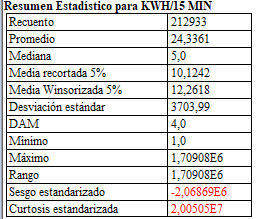 Resumen Estadístico para KWH/15 MIN
Recuento 212933
Promedio 24,3361
Mediana 5,0
Media recortada 5% 10,1242
Media Winsorizada 5% 12,2618
Desviación estándar 3703,99
DAM 4,0
Mínimo 1,0
Máximo 1,70908E6
Rango 1,70908E6
Sesgo estandarizado -2,06869E6
Curtosis estandarizada 2,00505E7